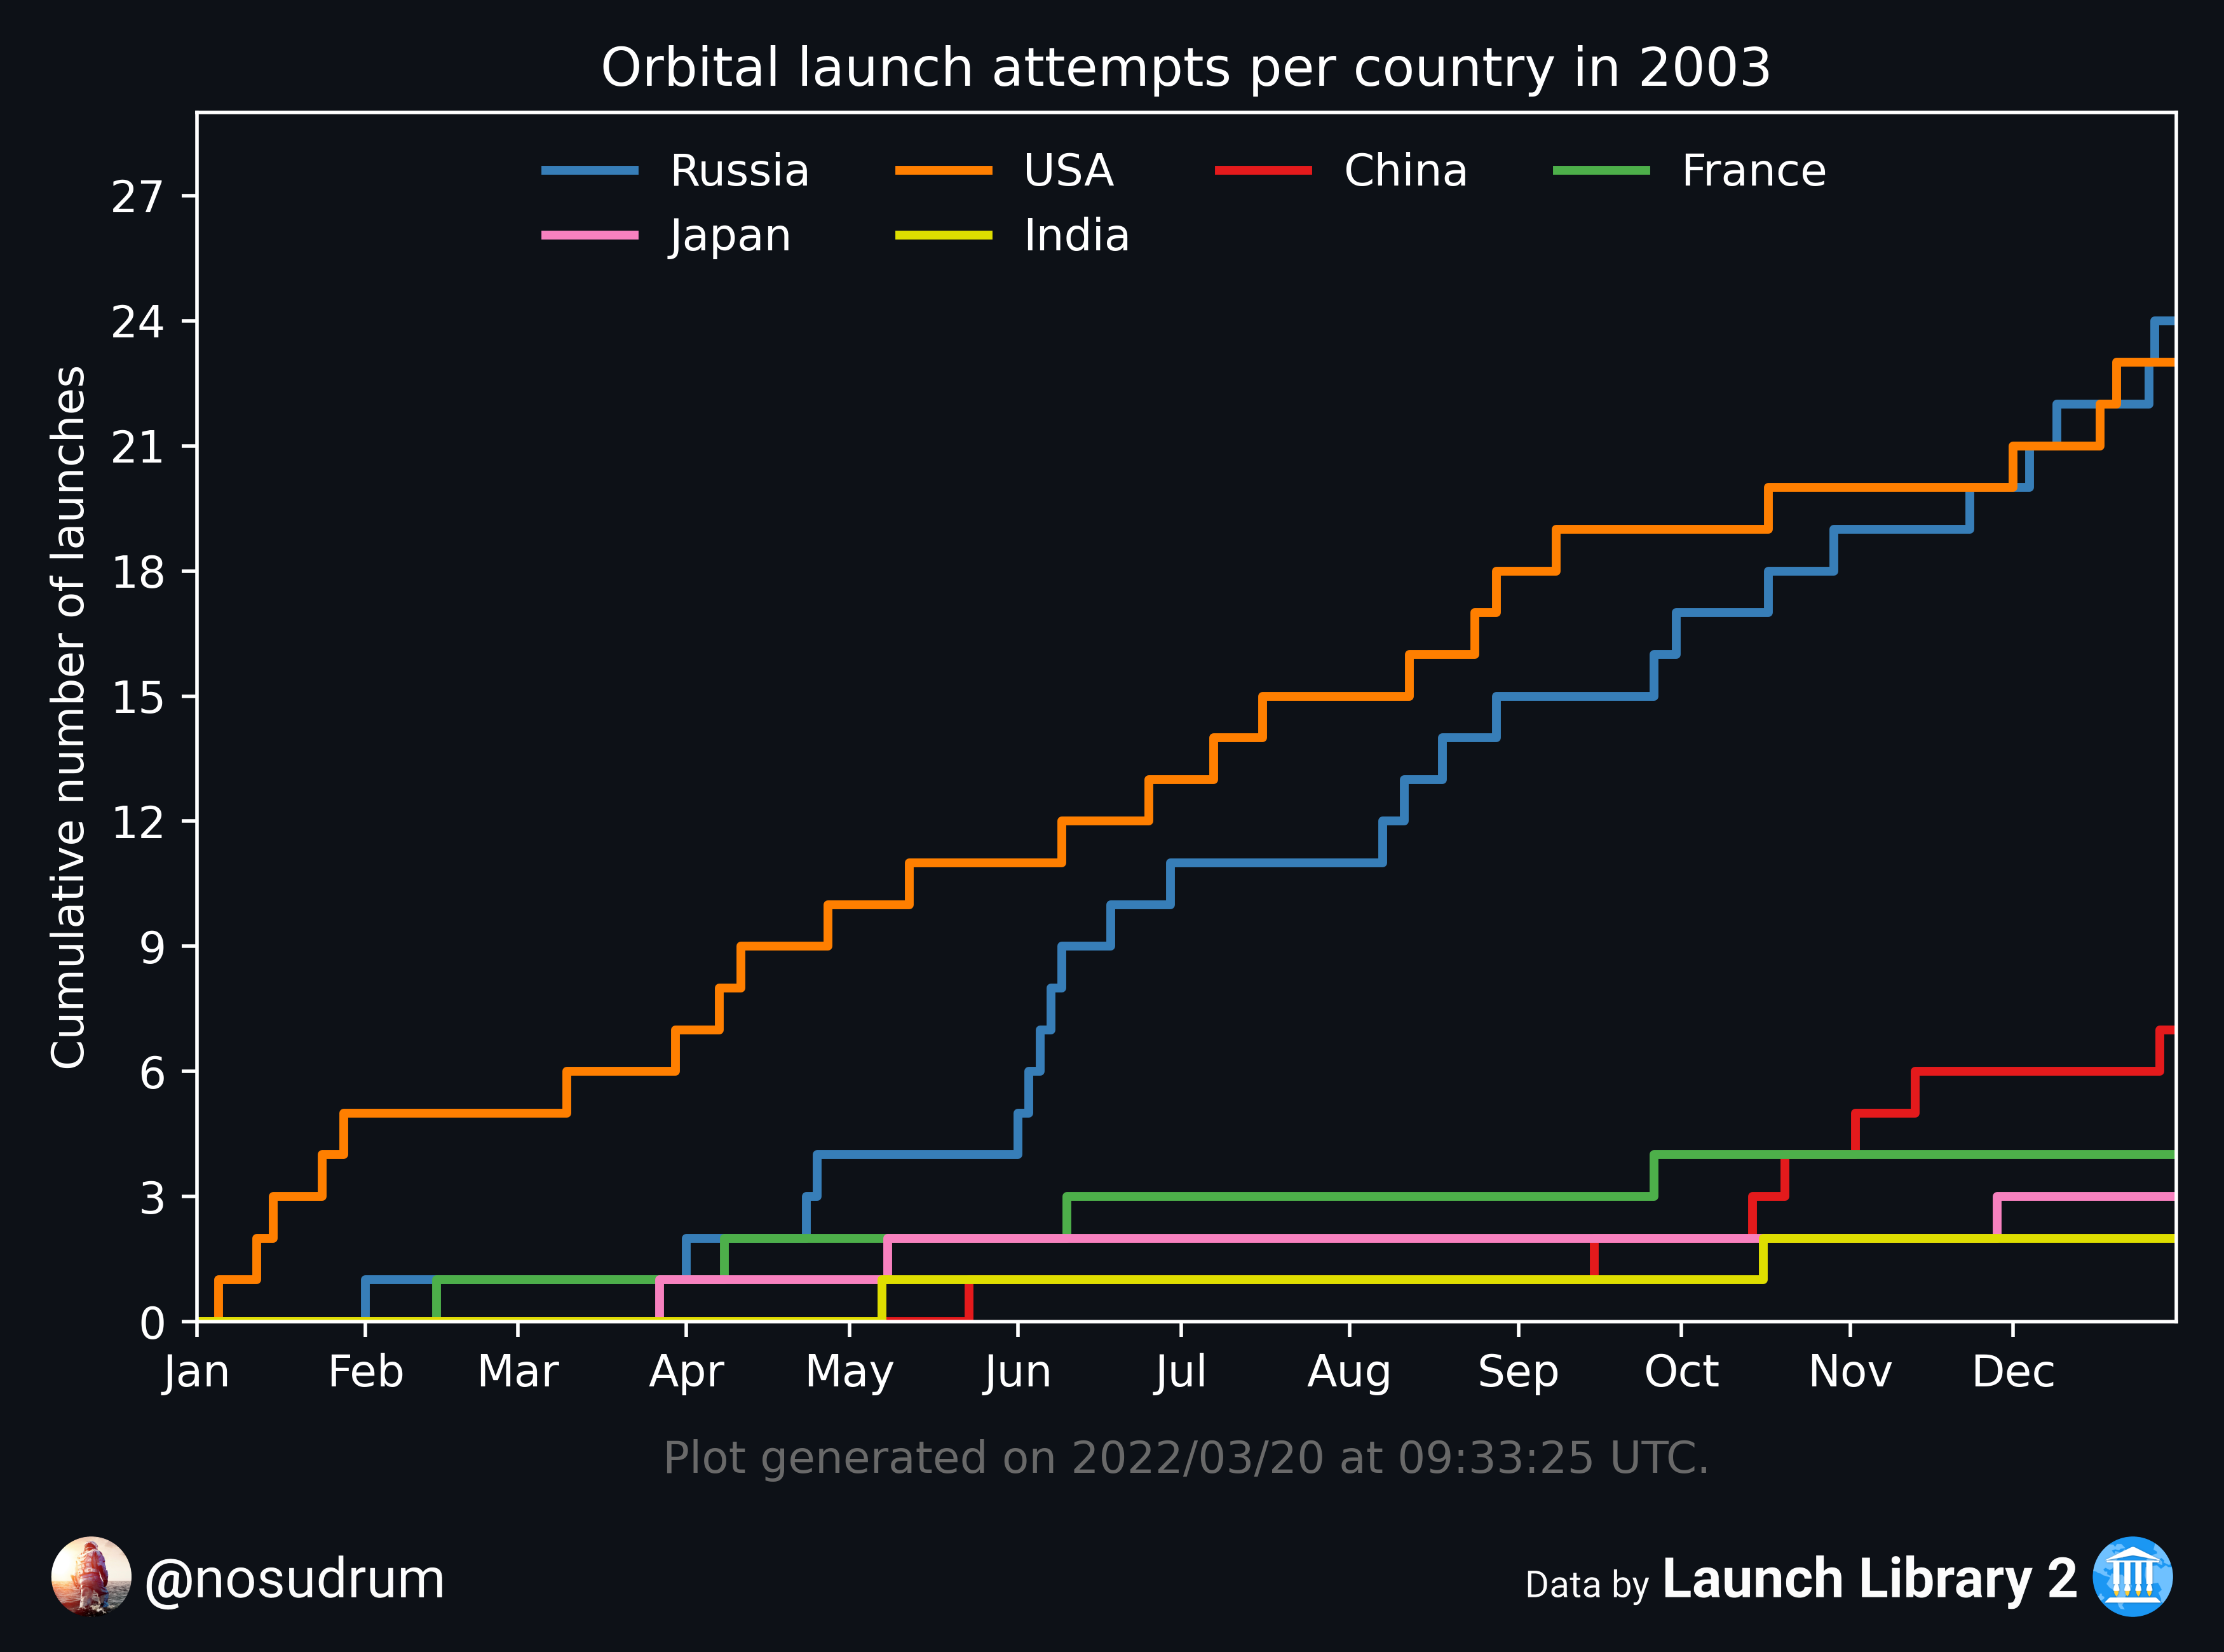 Orbital launch attempts per country in 2003
Russia USA China France
Japan India
Cumulative number of launches
27
24
21
18
15
12
9
6
3
0
Jan Feb Mar Apr May Jun Jul Aug Sep Oct Nov Dec
Plot generated on 2022/03/20 at 09:33:25 UTC.
@nosudrum
Data by Launch Library 2